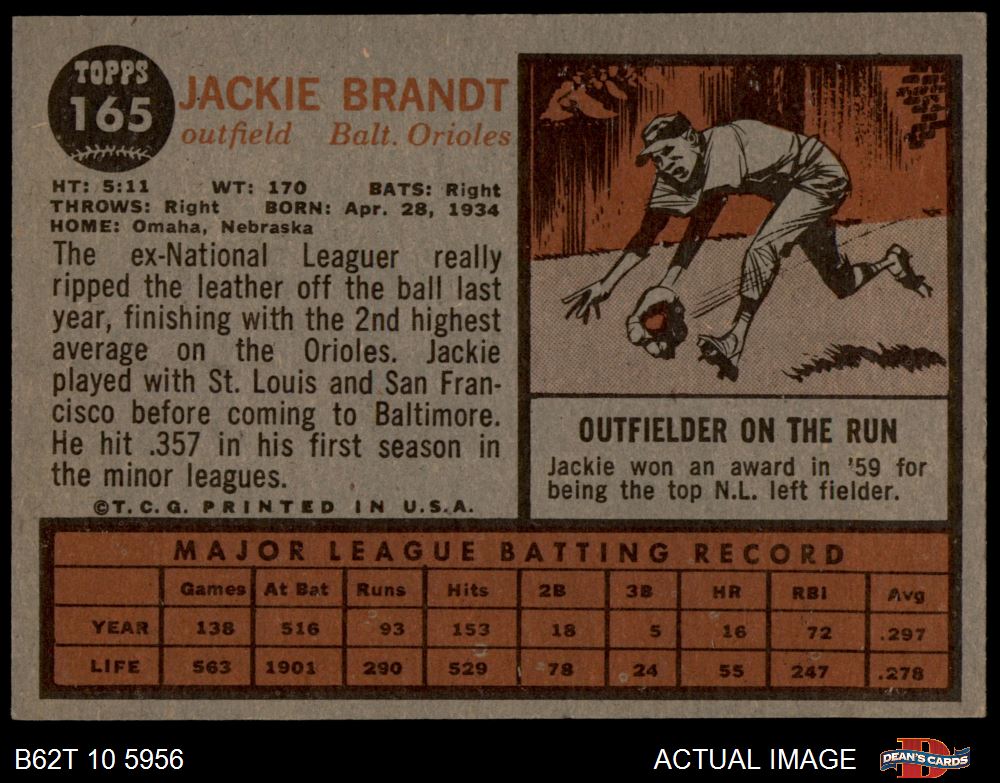 TOPPS
165
JACKIE BRANDT
outfield Balt. Orioles
HT: 5:11 WT: 170 BATS: Right
THROWS: Right BORN: Apr. 28, 1934
HOME: Omaha, Nebraska
The ex-National Leaguer really
ripped the leather off the ball last
year, finishing with the 2nd highest
average on the Orioles. Jackie
played with St. Louis and San Fran-
cisco before coming to Baltimore.
He hit .357 in his first season in
the minor leagues.
©T.C.G. PRINTED IN U.S.A.
OUTFIELDER ON THE RUN
Jackie won an award in '59 for
being the top N.L. left fielder.
MAJOR LEAGUE BATTING RECORD
Games At Bat Runs Hits 2B 3B HR RBI Avg
YEAR 138 516 93 153 18 5 16 72 .297
LIFE 563 1901 290 529 78 24 55 247 .278
B62T 10 5956 ACTUAL IMAGE DEAN'S CARDS